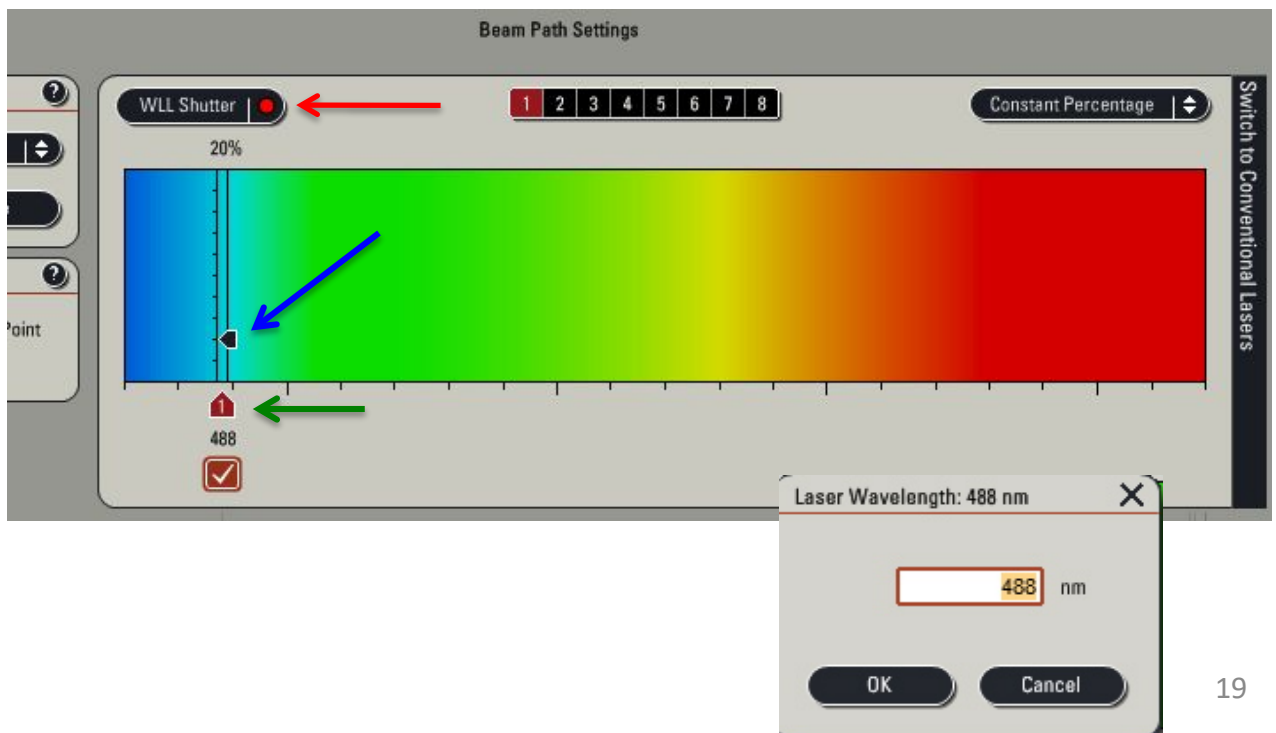 Beam Path Settings
WLL Shutter
1 2 3 4 5 6 7 8
Constant Percentage
Switch to Conventional Lasers
?
20%
?
Point
1
488
Laser Wavelength: 488 nm
488 nm
OK Cancel
19